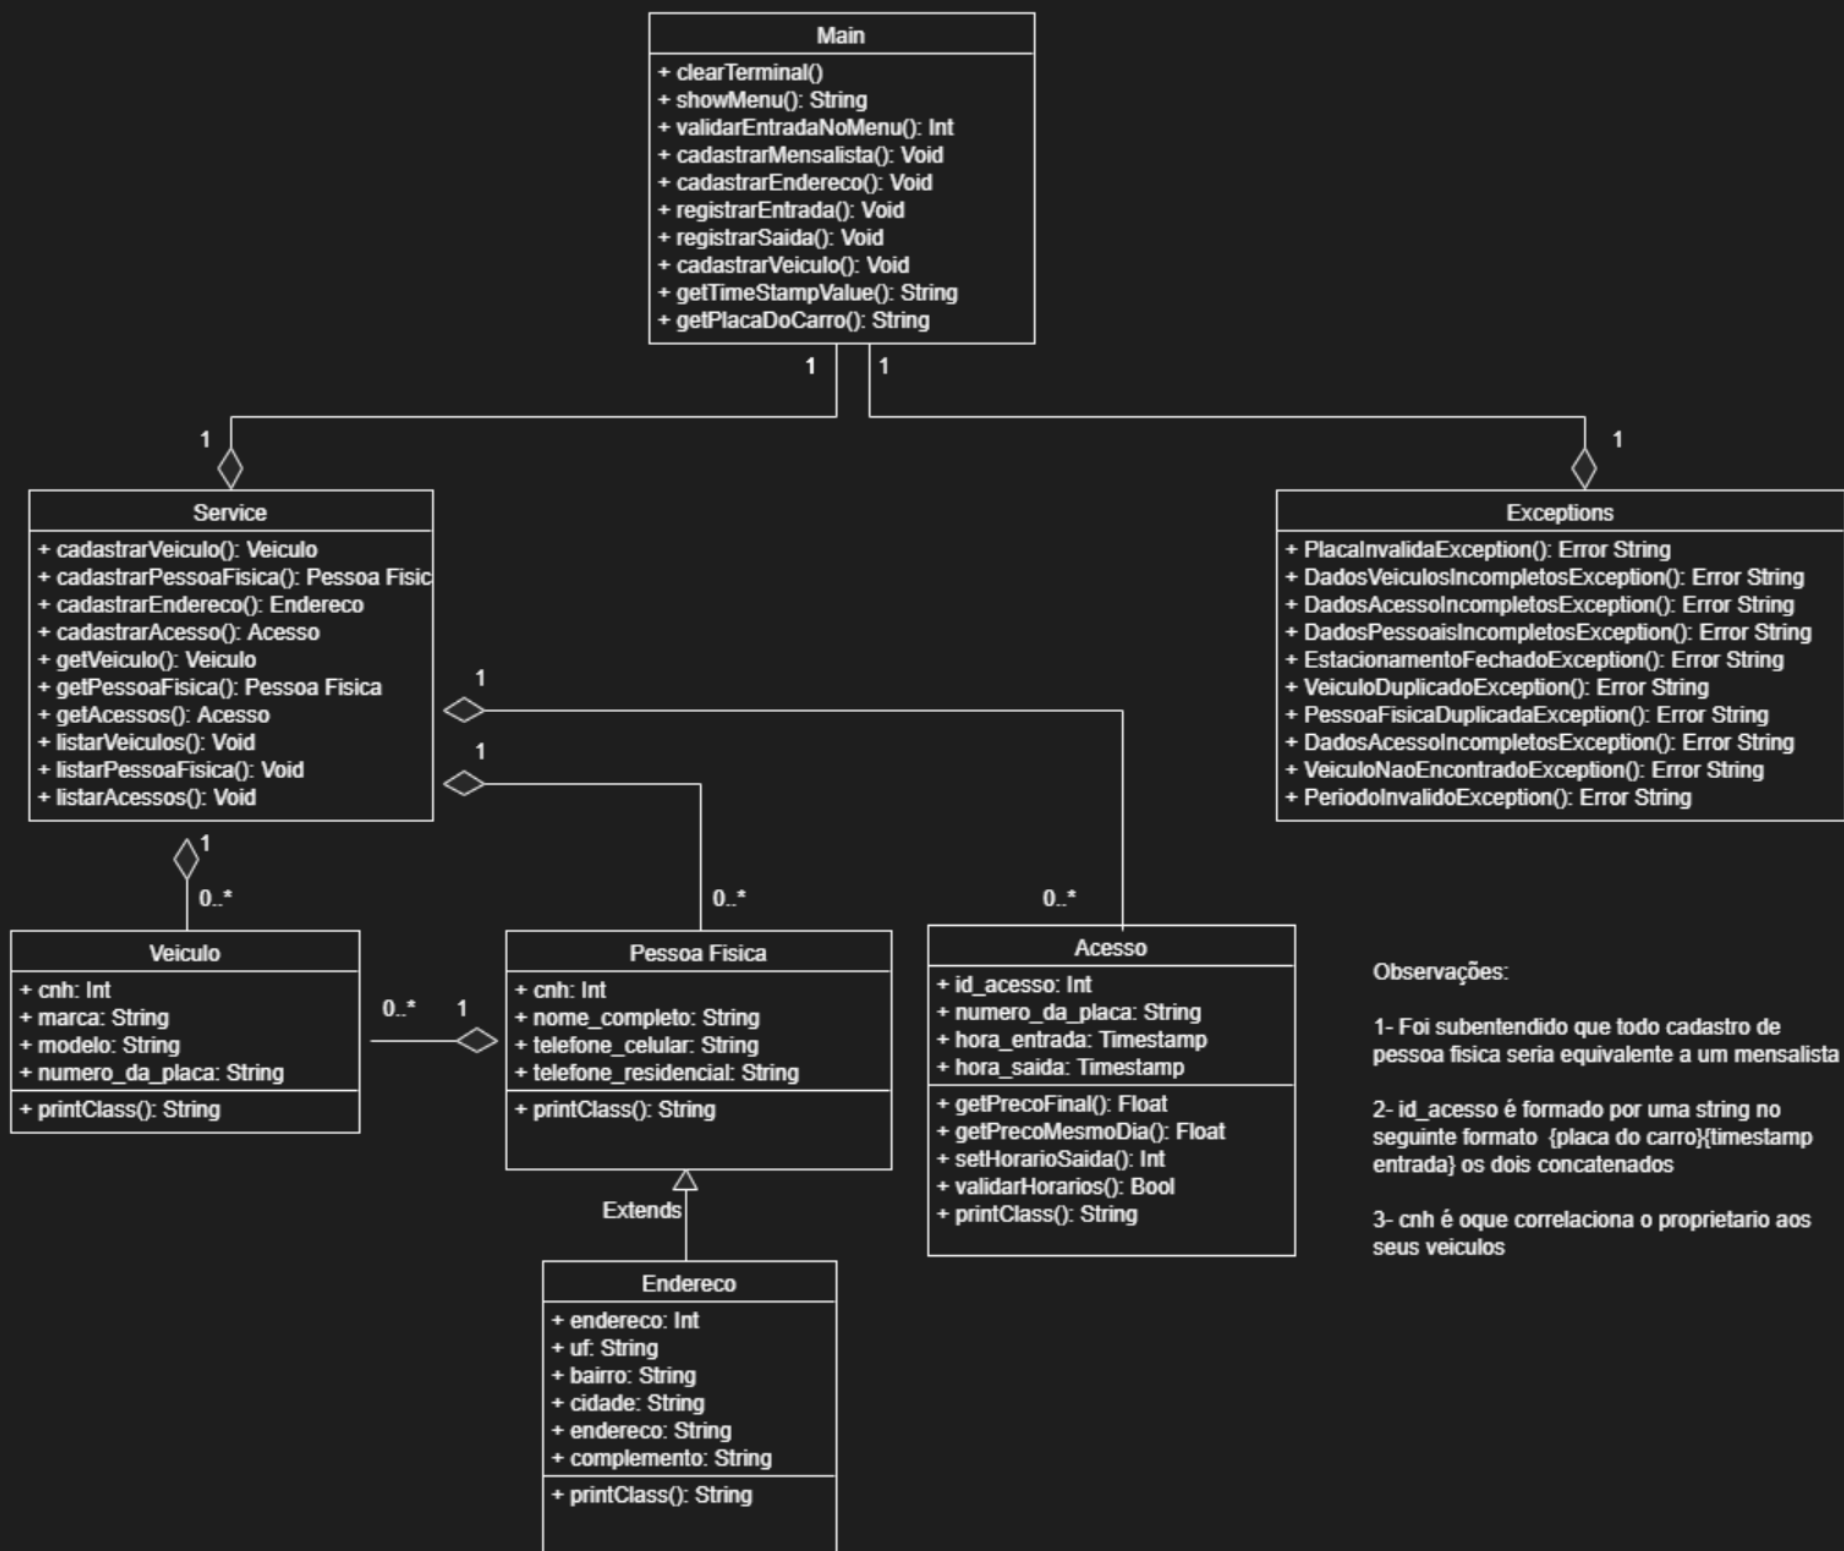 Main
+ clearTerminal()
+ showMenu(): String
+ validarEntradaNoMenu(): Int
+ cadastrarMensalista(): Void
+ cadastrarEndereco(): Void
+ registrarEntrada(): Void
+ registrarSaida(): Void
+ cadastrarVeiculo(): Void
+ getTimeStampValue(): String
+ getPlacaDoCarro(): String
1
1
1
1
Service
+ cadastrarVeiculo(): Veiculo
+ cadastrarPessoaFisica(): Pessoa Fisic
+ cadastrarEndereco(): Endereco
+ cadastrarAcesso(): Acesso
+ getVeiculo(): Veiculo
+ getPessoaFisica(): Pessoa Fisica
+ getAcessos(): Acesso
+ listarVeiculos(): Void
+ listarPessoaFisica(): Void
+ listarAcessos(): Void
Exceptions
+ PlacaInvalidaException(): Error String
+ DadosVeiculosIncompletosException(): Error String
+ DadosAcessoIncompletosException(): Error String
+ DadosPessoaisIncompletosException(): Error String
+ EstacionamentoFechadoException(): Error String
+ VeiculoDuplicadoException(): Error String
+ PessoaFisicaDuplicadaException(): Error String
+ DadosAcessoIncompletosException(): Error String
+ VeiculoNaoEncontradoException(): Error String
+ PeriodoInvalidoException(): Error String
1
1
1
0..*
0..*
0..*
Veiculo
+ cnh: Int
+ marca: String
+ modelo: String
+ numero_da_placa: String
+ printClass(): String
0..*
1
Pessoa Fisica
+ cnh: Int
+ nome_completo: String
+ telefone_celular: String
+ telefone_residencial: String
+ printClass(): String
Extends
Acesso
+ id_acesso: Int
+ numero_da_placa: String
+ hora_entrada: Timestamp
+ hora_saida: Timestamp
+ getPrecoFinal(): Float
+ getPrecoMesmoDia(): Float
+ setHorarioSaida(): Int
+ validarHorarios(): Bool
+ printClass(): String
Observações:
1- Foi subentendido que todo cadastro de
pessoa fisica seria equivalente a um mensalista
2- id_acesso é formado por uma string no
seguinte formato {placa do carro}{timestamp
entrada} os dois concatenados
3- cnh é oque correlaciona o proprietario aos
seus veiculos
Endereco
+ endereco: Int
+ uf: String
+ bairro: String
+ cidade: String
+ endereco: String
+ complemento: String
+ printClass(): String